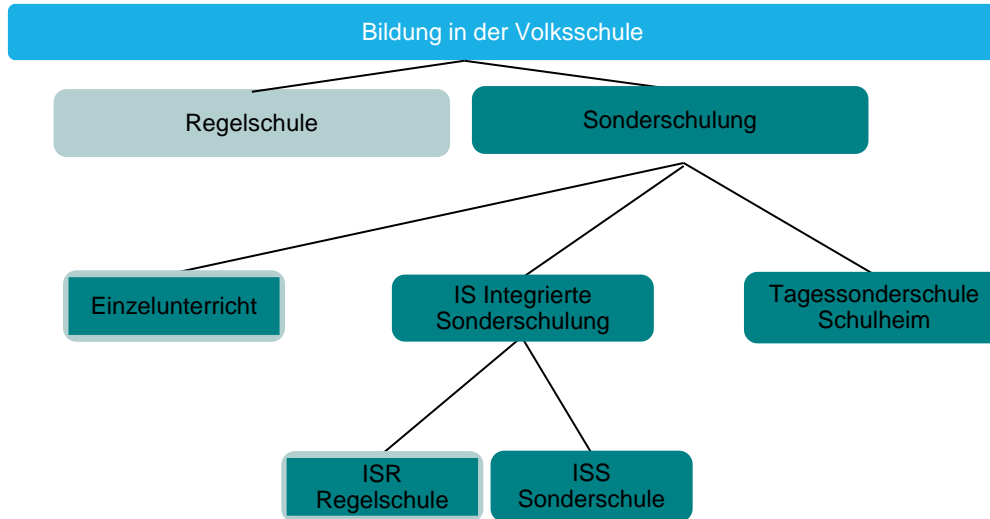 Bildung in der Volksschule
Regelschule
Sonderschulung
Einzelunterricht
IS Integrierte
Sonderschulung
Tagessonderschule
Schulheim
ISR
Regelschule
ISS
Sonderschule